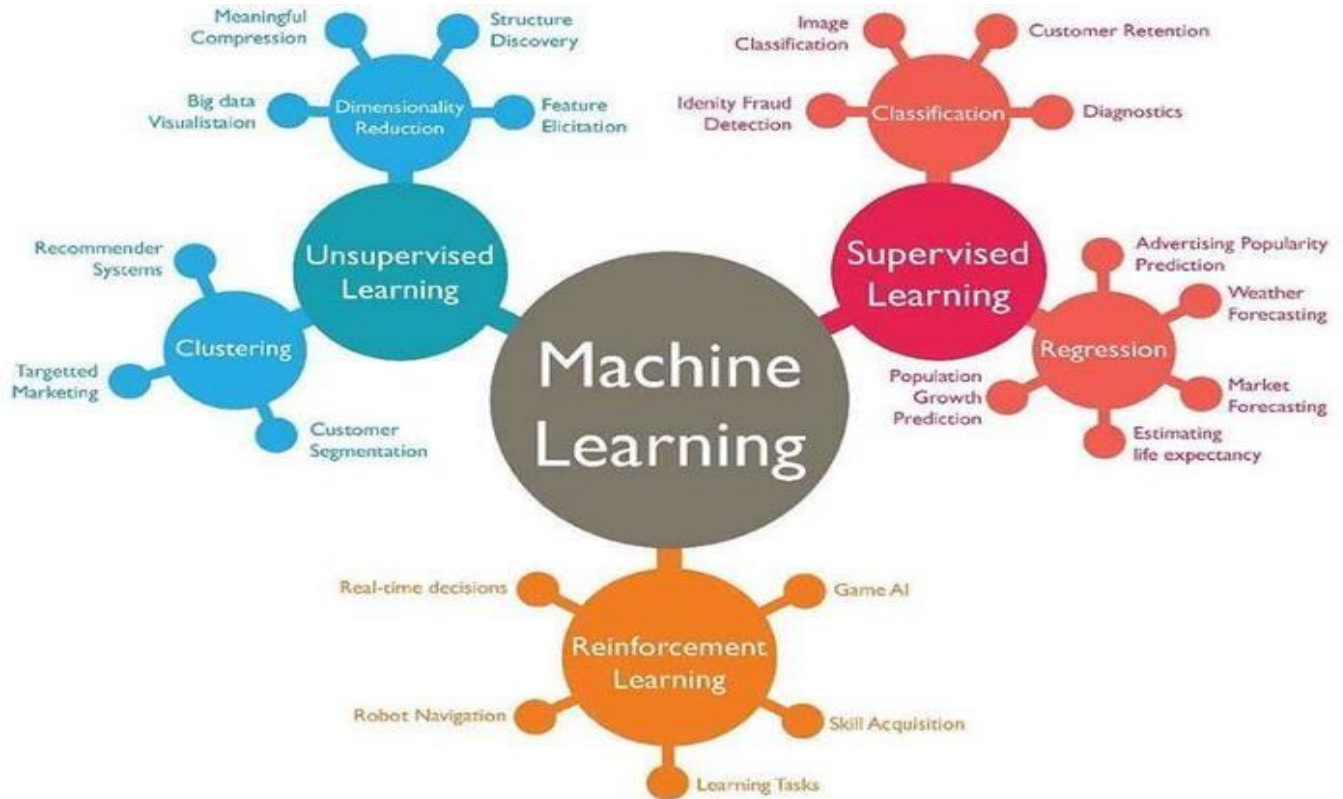 Meaningful
Compression
Structure
Discovery
Big data
Visualistaion
Dimensionality
Reduction
Feature
Elicitation
Image
Classification
Customer Retention
Idenity Fraud
Detection
Classification
Diagnostics
Recommender
Systems
Unsupervised
Learning
Clustering
Targetted
Marketing
Customer
Segmentation
Supervised
Learning
Advertising Popularity
Prediction
Weather
Forecasting
Regression
Population
Growth
Prediction
Market
Forecasting
Estimating
life expectancy
Machine
Learning
Real-time decisions
Game AI
Reinforcement
Learning
Robot Navigation
Skill Acquisition
Learning Tasks